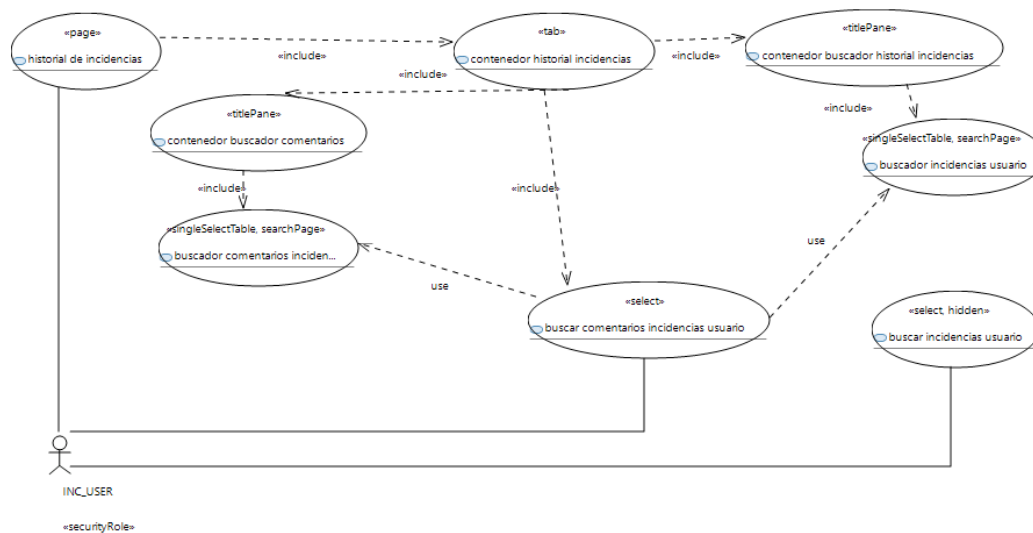 «page»
historial de incidencias
«include»
«tab»
contenedor historial incidencias
«include»
«titlePane»
contenedor buscador historial incidencias
«include»
«titlePane»
contenedor buscador comentarios
«include»
«singleSelectTable, searchPage»
buscador incidencias usuario
«include»
«include»
«singleSelectTable, searchPage»
buscador comentarios inciden...
use
use
«select»
buscar comentarios incidencias usuario
«select, hidden»
buscar incidencias usuario
INC_USER
«securityRole»